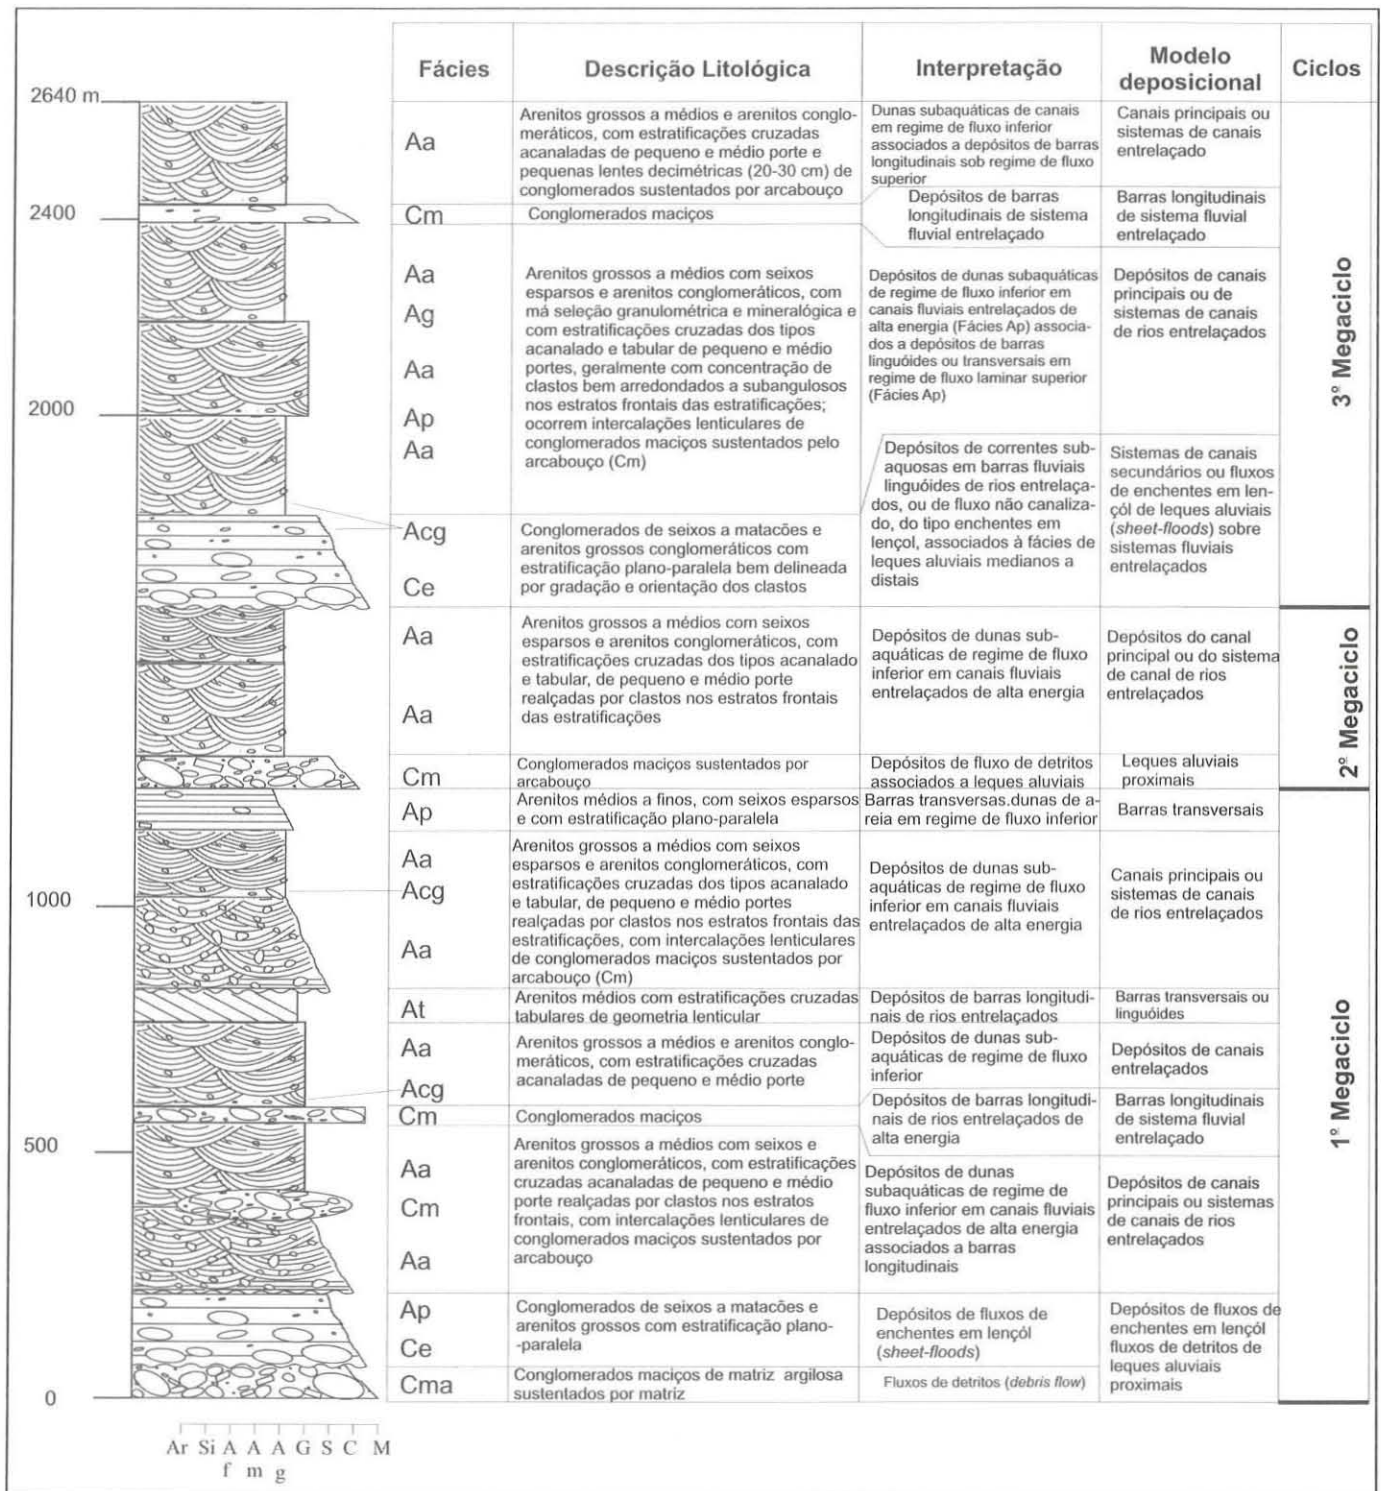 Fácies
Descrição Litológica
Interpretação
Modelo
deposicional
Ciclos
2640 m
Aa
Arenitos grossos a médios e arenitos conglo-
meráticos, com estratificações cruzadas
acanaladas de pequeno e médio porte e
pequenas lentes decimétricas (20-30 cm) de
conglomerados sustentados por arcabouço
Dunas subaquáticas de canais
em regime de fluxo inferior
associados a depósitos de barras
longitudinais sob regime de fluxo
superior
Canais principais ou
sistemas de canais
entrelaçado
2400
Cm
Conglomerados maciços
Depósitos de barras
longitudinais de sistema
fluvial entrelaçado
Barras longitudinais
de sistema fluvial
entrelaçado
Aa
Ag
Aa
Ap
Aa
Arenitos grossos a médios com seixos
esparsos e arenitos conglomeráticos, com
má seleção granulométrica e mineralógica e
com estratificações cruzadas dos tipos
acanalado e tabular de pequeno e médio
portes, geralmente com concentração de
clastos bem arredondados a subangulosos
nos estratos frontais das estratificações;
ocorrem intercalações lenticulares de
conglomerados maciços sustentados pelo
arcabouço (Cm)
Depósitos de dunas subaquáticas
de regime de fluxo inferior em
canais fluviais entrelaçados de
alta energia (Fácies Ap) associa-
dos a depósitos de barras
linguóides ou transversais em
regime de fluxo laminar superior
(Fácies Ap)
Depósitos de canais
principais ou de
sistemas de canais
de rios entrelaçados
3º Megaciclo
2000
Acg
Ce
Conglomerados de seixos a matacões e
arenitos grossos conglomeráticos com
estratificação plano-paralela bem delineada
por gradação e orientação dos clastos
Depósitos de correntes sub-
aquosas em barras fluviais
linguóides de rios entrelaça-
dos, ou de fluxo não canaliza-
do, do tipo enchentes em
lençol, associados à fácies de
leques aluviais medianos a
distais
Sistemas de canais
secundários ou fluxos
de enchentes em len-
çól de leques aluviais
(sheet-floods) sobre
sistemas fluviais
entrelaçados
Aa
Aa
Arenitos grossos a médios com seixos
esparsos e arenitos conglomeráticos, com
estratificações cruzadas dos tipos acanalado
e tabular, de pequeno e médio porte
realçadas por clastos nos estratos frontais
das estratificações
Depósitos de dunas sub-
aquáticas de regime de fluxo
inferior em canais fluviais
entrelaçados de alta energia
Depósitos do canal
principal ou do sistema
de canal de rios
entrelaçados
2º Megaciclo
Cm
Conglomerados maciços sustentados por
arcabouço
Depósitos de fluxo de detritos
associados a leques aluviais
Leques aluviais
proximais
Ap
Arenitos médios a finos, com seixos esparsos
e com estratificação plano-paralela
Barras transversas.dunas de a-
reia em regime de fluxo inferior
Barras transversais
1000
Aa
Acg
Aa
Arenitos grossos a médios com seixos
esparsos e arenitos conglomeráticos, com
estratificações cruzadas dos tipos acanalado
e tabular, de pequeno e médio portes
realçadas por clastos nos estratos frontais das
estratificações, com intercalações lenticulares
de conglomerados maciços sustentados por
arcabouço (Cm)
Depósitos de dunas sub-
aquáticas de regime de fluxo
inferior em canais fluviais
entrelaçados de alta energia
Canais principais ou
sistemas de canais
de rios entrelaçados
At
Arenitos médios com estratificações cruzadas
tabulares de geometria lenticular
Depósitos de barras longitudi-
nais de rios entrelaçados
Barras transversais ou
linguóides
1º Megaciclo
Aa
Acg
Arenitos grossos a médios e arenitos conglo-
meráticos, com estratificações cruzadas
acanaladas de pequeno e médio porte
Depósitos de dunas sub-
aquáticas de regime de fluxo
inferior
Depósitos de canais
entrelaçados
Cm
Conglomerados maciços
Depósitos de barras longitudi-
nais de rios entrelaçados de
alta energia
Barras longitudinais
de sistema fluvial
entrelaçado
500
Aa
Cm
Aa
Arenitos grossos a médios com seixos e
arenitos conglomeráticos, com estratificações
cruzadas acanaladas de pequeno e médio
porte realçadas por clastos nos estratos
frontais, com intercalações lenticulares de
conglomerados maciços sustentados por
arcabouço
Depósitos de dunas
subaquáticas de regime de
fluxo inferior em canais fluviais
entrelaçados de alta energia
associados a barras
longitudinais
Depósitos de canais
principais ou sistemas
de canais de rios
entrelaçados
Ap
Ce
Conglomerados de seixos a matacões e
arenitos grossos com estratificação plano-
-paralela
Depósitos de fluxos de
enchentes em lençól
(sheet-floods)
Depósitos de fluxos de
enchentes em lençól
fluxos de detritos de
leques aluviais
proximais
0
Cma
Conglomerados maciços de matriz argilosa
sustentados por matriz
Fluxos de detritos (debris flow)
Ar Si A A A G S C M
f m g